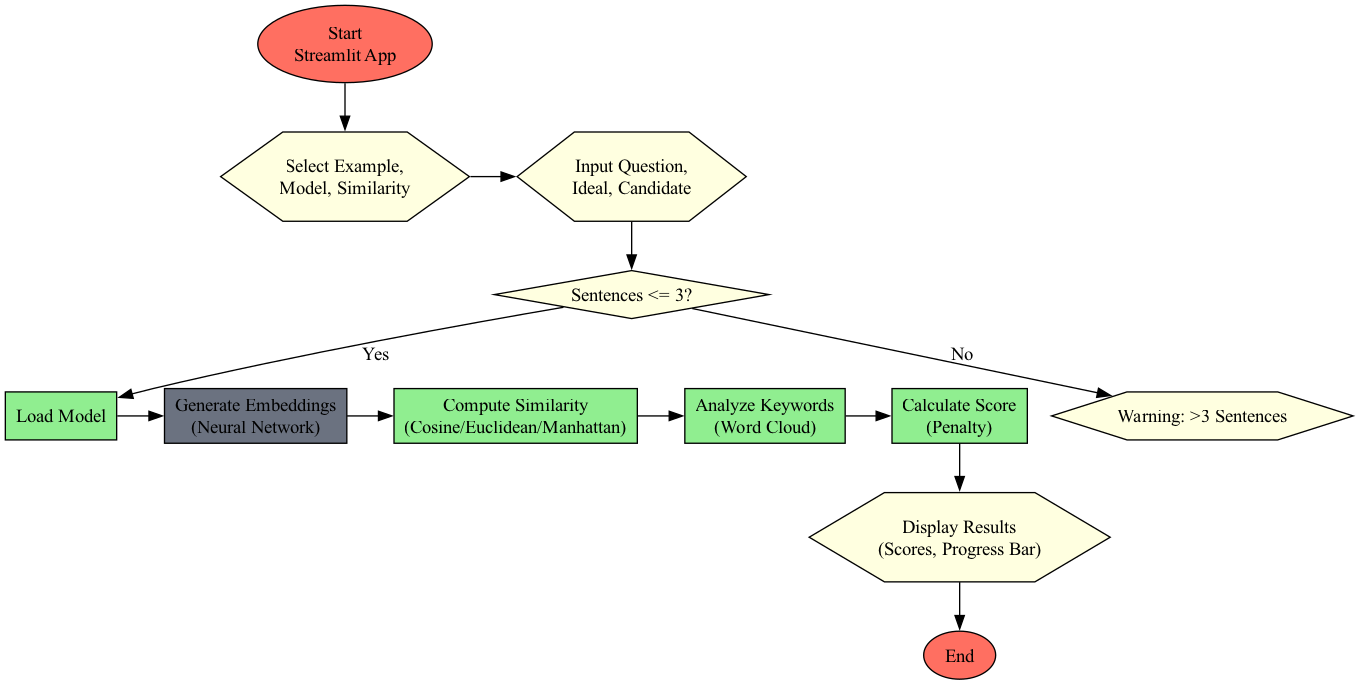 Start
Streamlit App
Select Example,
Model, Similarity
Input Question,
Ideal, Candidate
Sentences <= 3?
Yes
No
Load Model
Generate Embeddings
(Neural Network)
Compute Similarity
(Cosine/Euclidean/Manhattan)
Analyze Keywords
(Word Cloud)
Calculate Score
(Penalty)
Warning: >3 Sentences
Display Results
(Scores, Progress Bar)
End